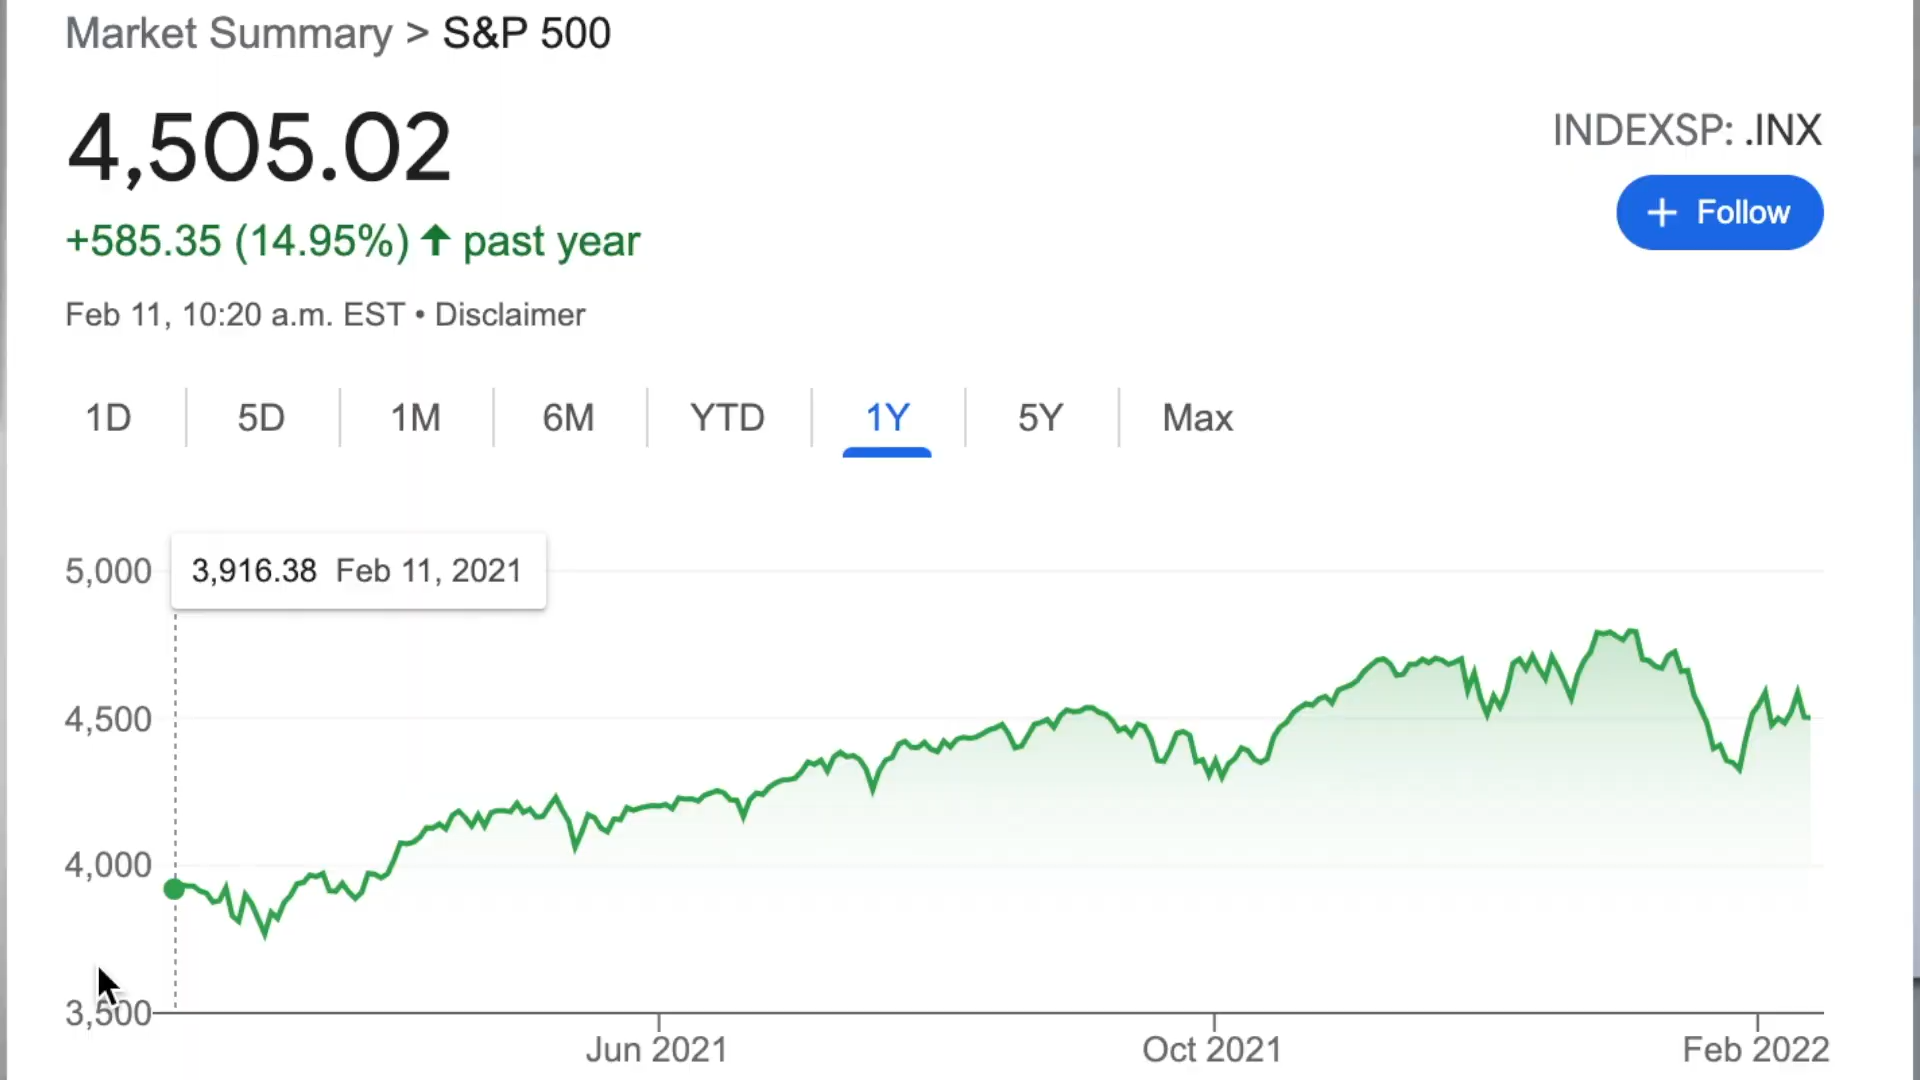 Market Summary > S&P 500
4,505.02
INDEXSP: .INX
+ Follow
+585.35 (14.95%) ↑ past year
Feb 11, 10:20 a.m. EST • Disclaimer
1D 5D 1M 6M YTD 1Y 5Y Max
5,000
3,916.38 Feb 11, 2021
4,500
4,000
3,500
Jun 2021 Oct 2021 Feb 2022